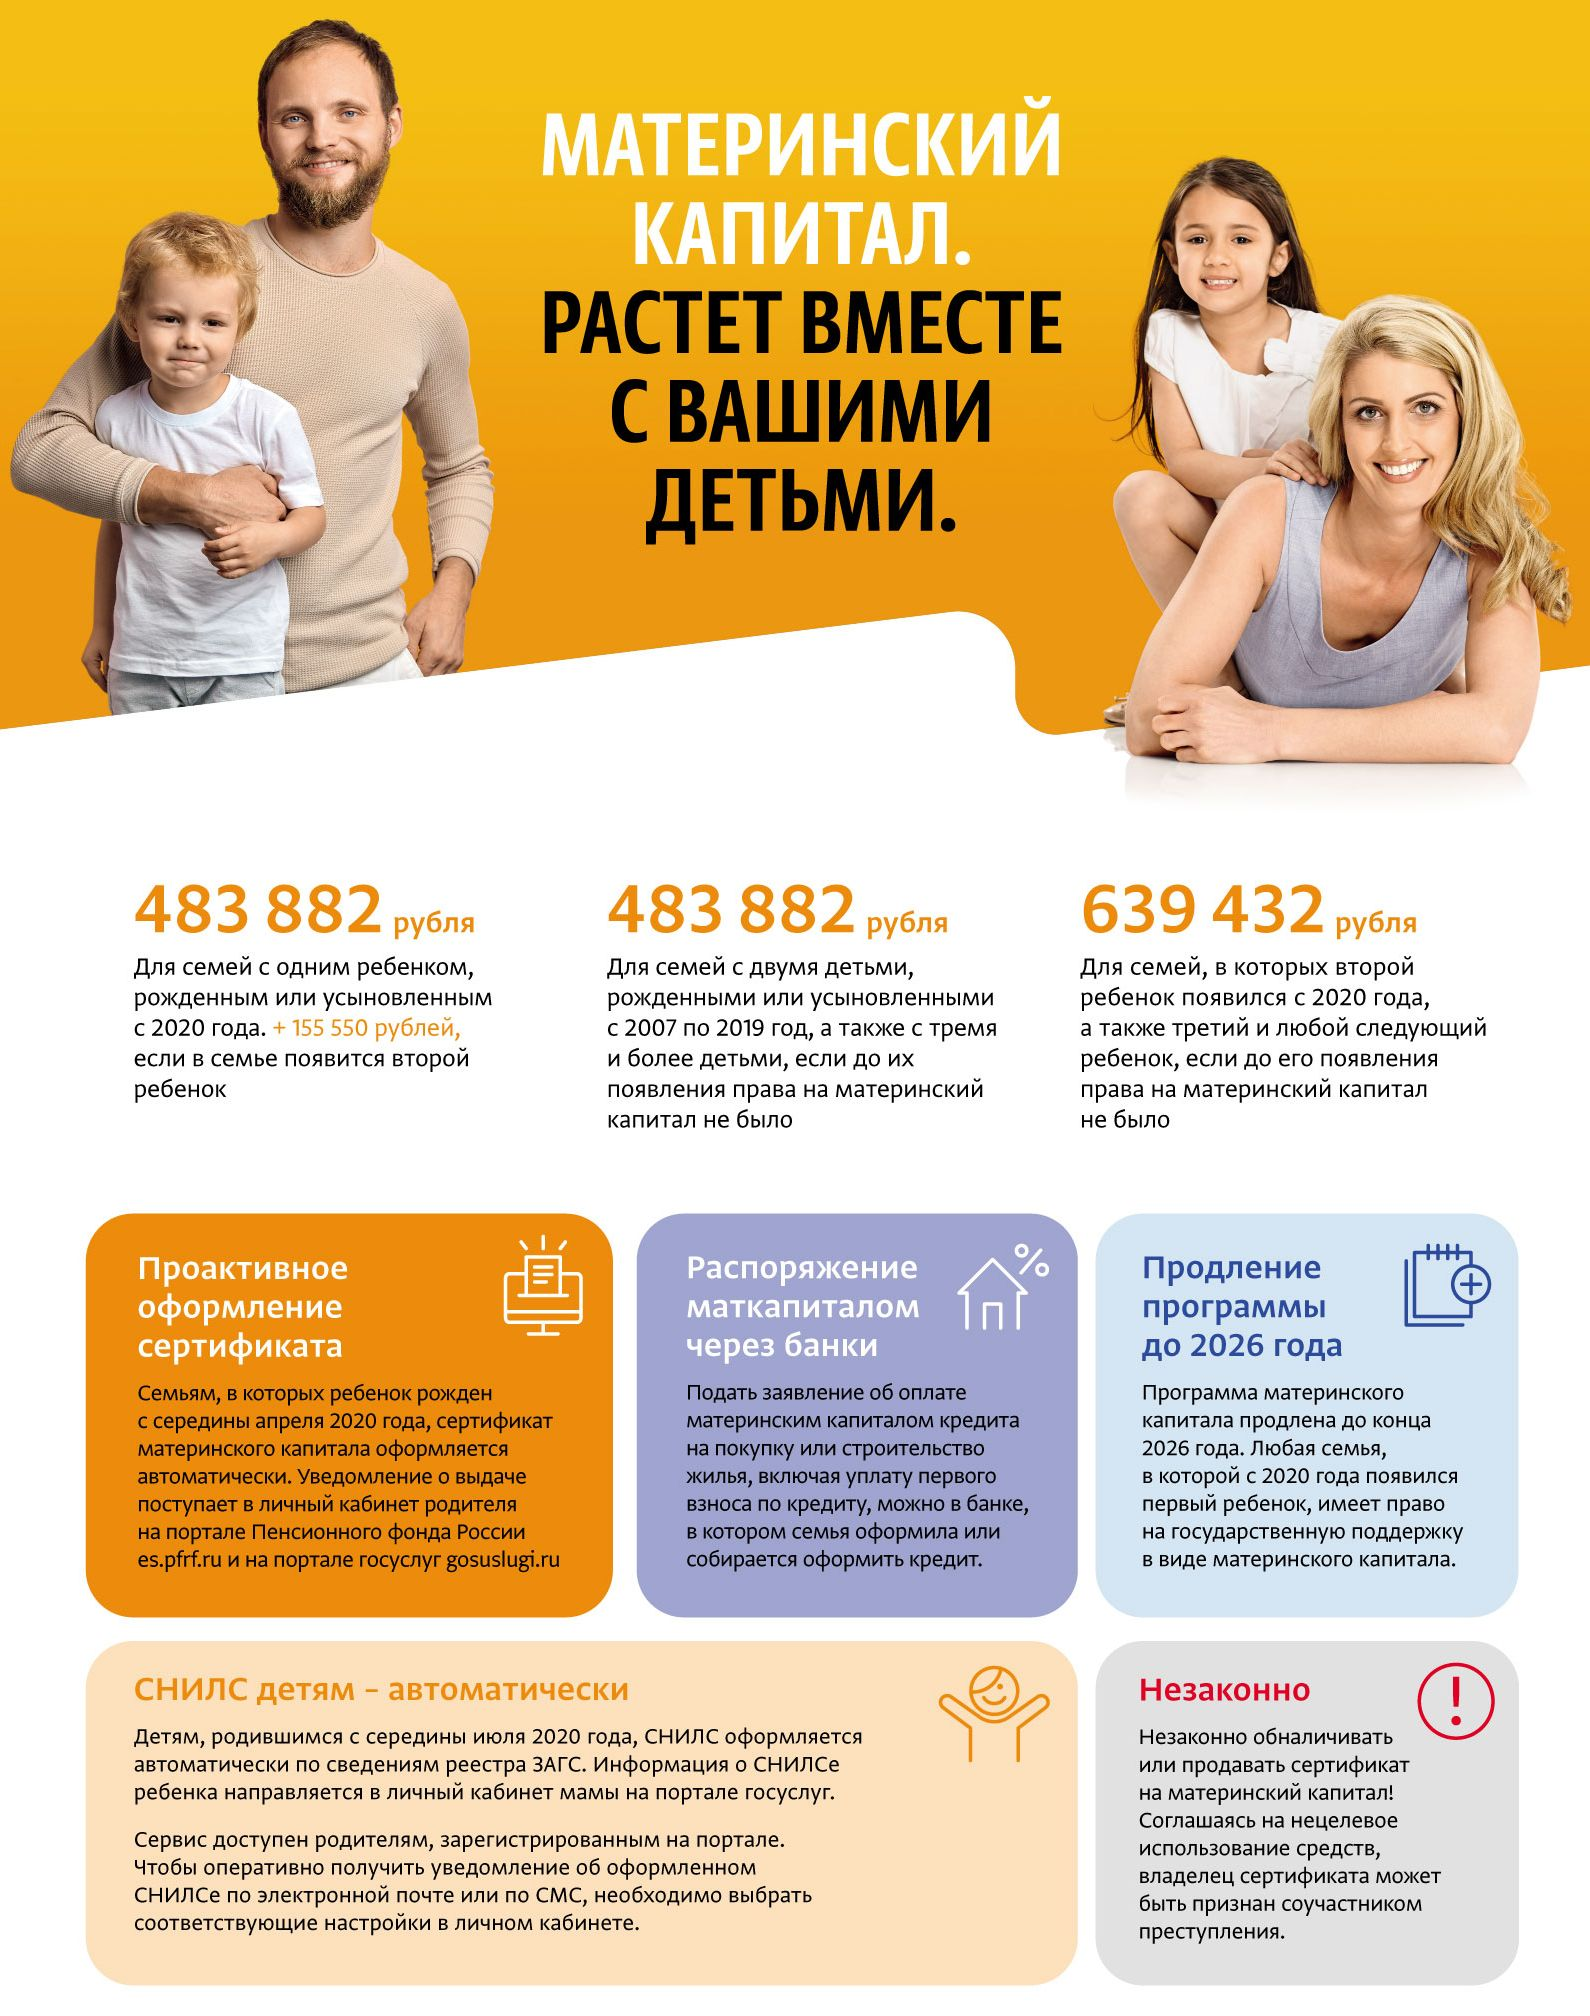 МАТЕРИНСКИЙ
КАПИТАЛ.
РАСТЕТ ВМЕСТЕ
С ВАШИМИ
ДЕТЬМИ.
483 882 рубля
Для семей с одним ребенком,
рожденным или усыновленным
с 2020 года. + 155 550 рублей,
если в семье появится второй
ребенок
483 882 рубля
Для семей с двумя детьми,
рожденными или усыновленными
с 2007 по 2019 год, а также с тремя
и более детьми, если до их
появления права на материнский
капитал не было
639 432 рубля
Для семей, в которых второй
ребенок появился с 2020 года,
а также третий и любой следующий
ребенок, если до его появления
права на материнский капитал
не было
Проактивное
оформление
сертификата
Семьям, в которых ребенок рожден
с середины апреля 2020 года, сертификат
материнского капитала оформляется
автоматически. Уведомление о выдаче
поступает в личный кабинет родителя
на портале Пенсионного фонда России
es.pfrf.ru и на портале госуслуг gosuslugi.ru
Распоряжение
маткапиталом
через банки
%
Подать заявление об оплате
материнским капиталом кредита
на покупку или строительство
жилья, включая уплату первого
взноса по кредиту, можно в банке,
в котором семья оформила или
собирается оформить кредит.
Продление
программы
до 2026 года
Программа материнского
капитала продлена до конца
2026 года. Любая семья,
в которой с 2020 года появился
первый ребенок, имеет право
на государственную поддержку
в виде материнского капитала.
СНИЛС детям – автоматически
Детям, родившимся с середины июля 2020 года, СНИЛС оформляется
автоматически по сведениям реестра ЗАГС. Информация о СНИЛСе
ребенка направляется в личный кабинет мамы на портале госуслуг.
Сервис доступен родителям, зарегистрированным на портале.
Чтобы оперативно получить уведомление об оформленном
СНИЛСе по электронной почте или по СМС, необходимо выбрать
соответствующие настройки в личном кабинете.
Незаконно
!
Незаконно обналичивать
или продавать сертификат
на материнский капитал!
Соглашаясь на нецелевое
использование средств,
владелец сертификата может
быть признан соучастником
преступления.